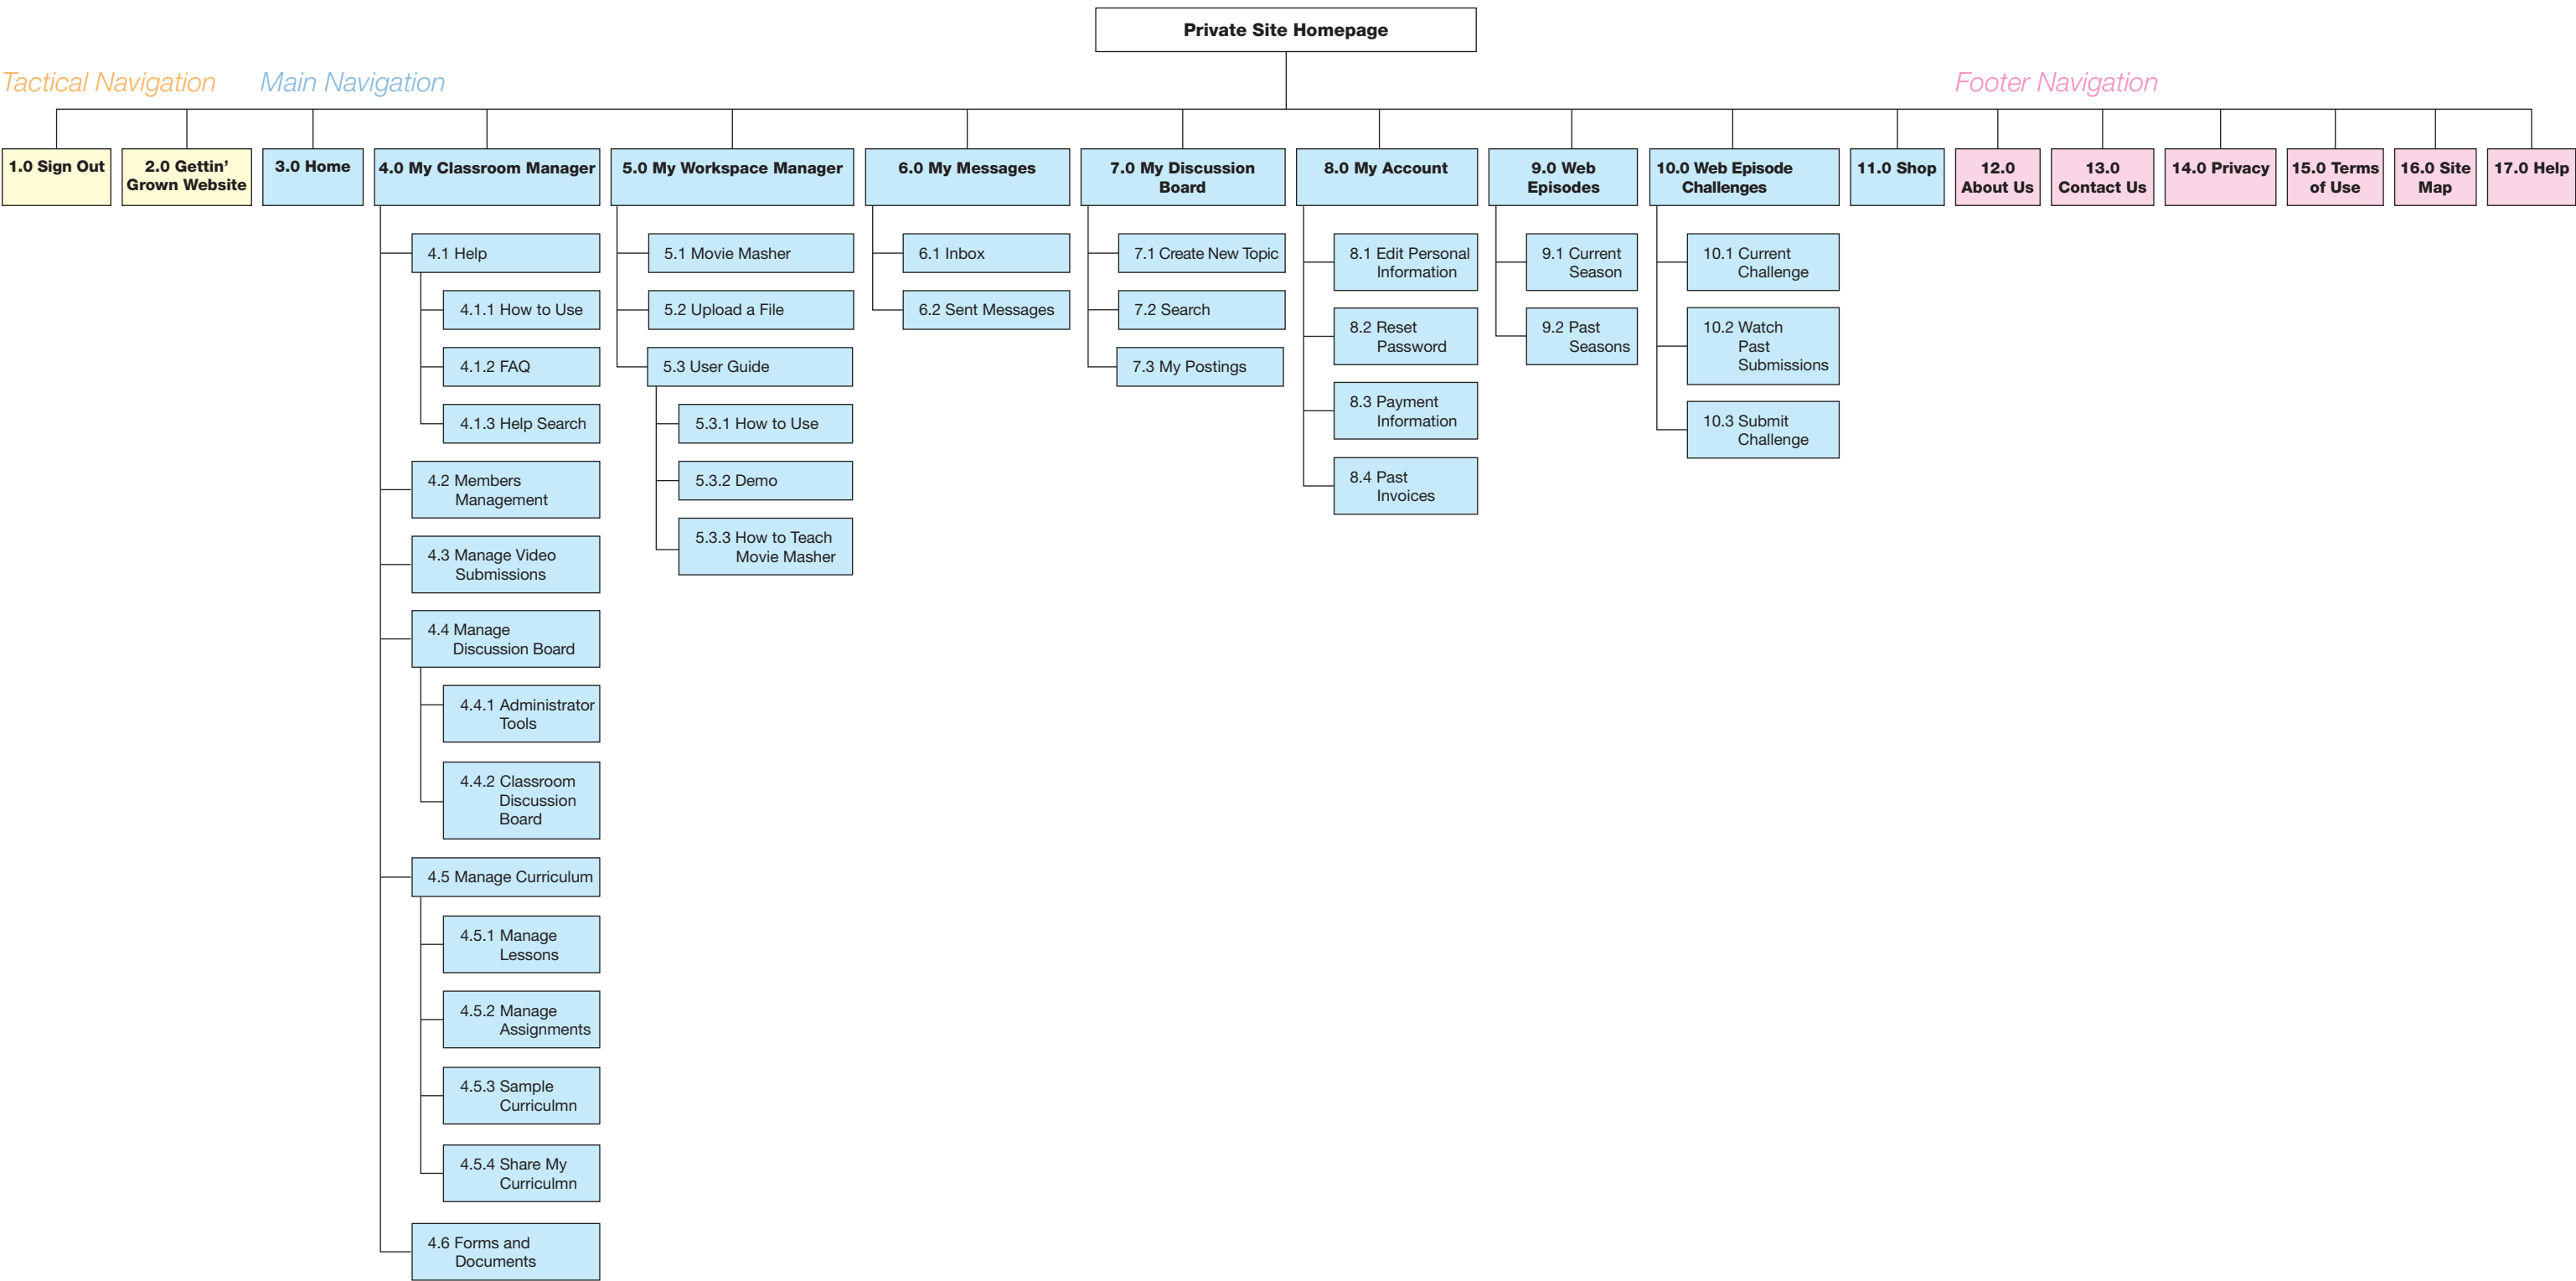 Private Site Homepage
Tactical Navigation
Main Navigation
Footer Navigation
1.0 Sign Out
2.0 Gettin’
Grown Website
3.0 Home
4.0 My Classroom Manager
5.0 My Workspace Manager
6.0 My Messages
7.0 My Discussion
Board
8.0 My Account
9.0 Web
Episodes
10.0 Web Episode
Challenges
11.0 Shop
12.0
About Us
13.0
Contact Us
14.0 Privacy
15.0 Terms
of Use
16.0 Site
Map
17.0 Help
4.1 Help
4.1.1 How to Use
4.1.2 FAQ
4.1.3 Help Search
4.2 Members
Management
4.3 Manage Video
Submissions
4.4 Manage
Discussion Board
4.4.1 Administrator
Tools
4.4.2 Classroom
Discussion
Board
4.5 Manage Curriculum
4.5.1 Manage
Lessons
4.5.2 Manage
Assignments
4.5.3 Sample
Curriculmn
4.5.4 Share My
Curriculmn
4.6 Forms and
Documents
5.1 Movie Masher
5.2 Upload a File
5.3 User Guide
5.3.1 How to Use
5.3.2 Demo
5.3.3 How to Teach
Movie Masher
6.1 Inbox
6.2 Sent Messages
7.1 Create New Topic
7.2 Search
7.3 My Postings
8.1 Edit Personal
Information
8.2 Reset
Password
8.3 Payment
Information
8.4 Past
Invoices
9.1 Current
Season
9.2 Past
Seasons
10.1 Current
Challenge
10.2 Watch
Past
Submissions
10.3 Submit
Challenge